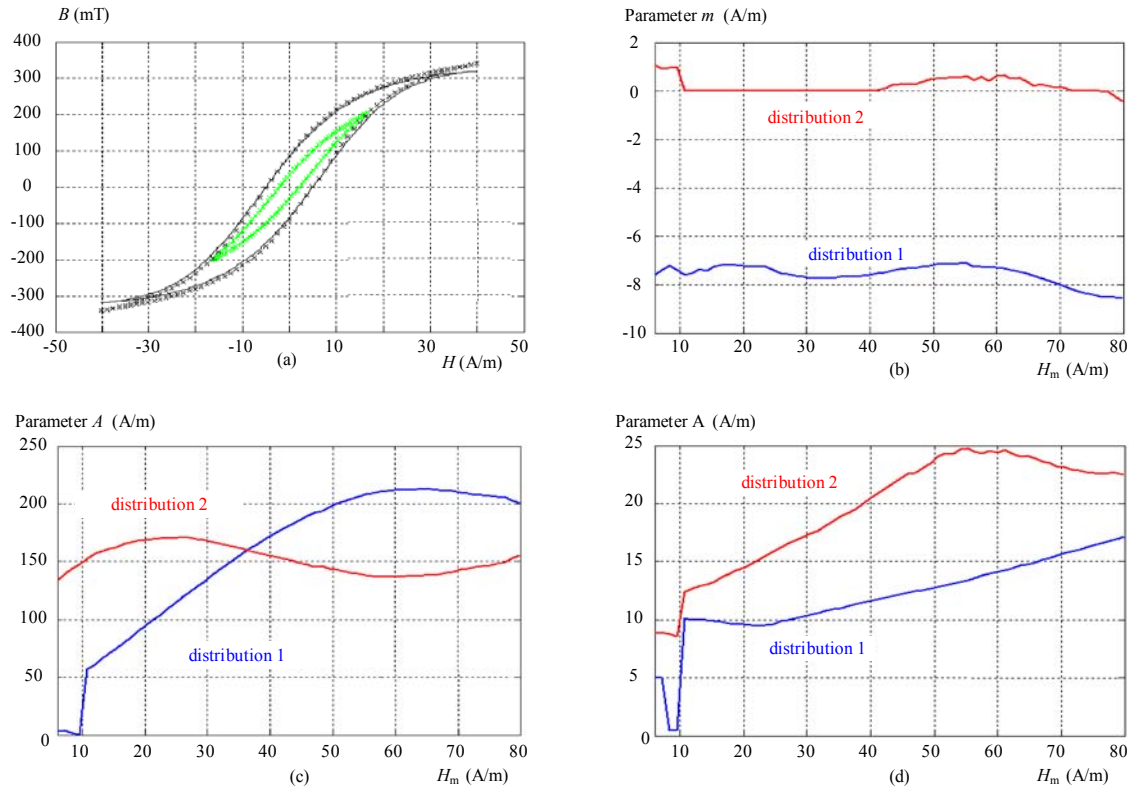 B (mT)
400
300
200
100
0
-100
-200
-300
-400
-50 -30 -10 10 30 50
(a)
H (A/m)
Parameter m (A/m)
2
0
-2
-4
-6
-8
-10
distribution 2
distribution 1
10 20 30 40 50 60 70 80
(b)
Hm (A/m)
Parameter A (A/m)
250
200
150
100
50
0
distribution 2
distribution 1
10 20 30 40 50 60 70 80
(c)
Hm (A/m)
Parameter A (A/m)
25
20
15
10
5
0
distribution 2
distribution 1
10 20 30 40 50 60 70 80
(d)
Hm (A/m)